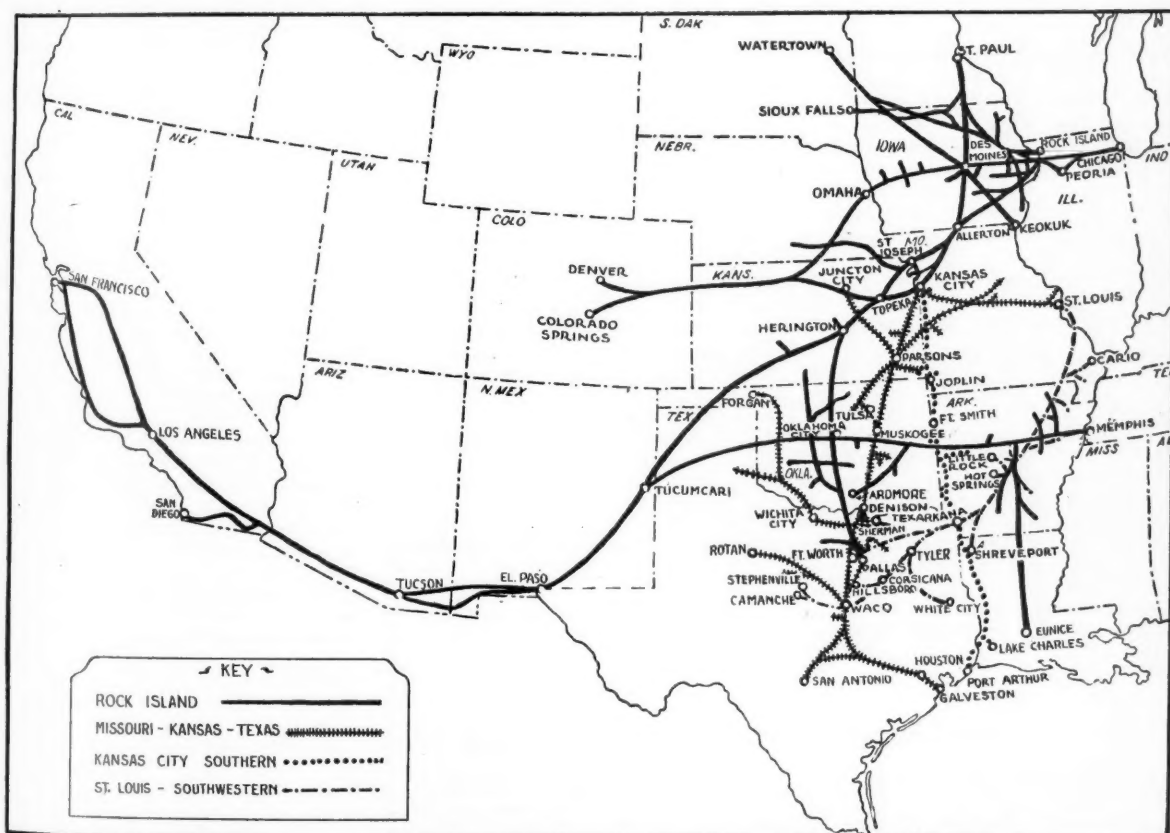 S. DAK
WATERTOWN
ST. PAUL
WYO
CAL
NEV.
UTAH
NEBR.
SIOUX FALLS
IOWA
DES
MOINES
ROCK ISLAND
CHICAGO
IND
PEORIA
OMAHA
ILL.
COLO
ALLERTON
KEOKUK
ST
JOSEPH
MO.
DENVER
KANS.
JUNCTON
CITY
KANSAS
CITY
SAN FRANCISCO
TOPEKA
ST. LOUIS
COLORADO
SPRINGS
HERINGTON
PARSONS
CARIO
ARIZ
N. MEX
JOPLIN
TEX
FORGAN
ARK.
FT. SMITH
TULSA
OKLAHOMA
CITY
MUSKOGEE
MEMPHIS
MISS
LOS ANGELES
LITTLE
ROCK
HOT
SPRINGS
OKLA.
TUCUMCARI
ARDMORE
DENISON
SAN
DIEGO
WICHITA
CITY
SHERMAN
TEXARKANA
ROTAN
FT. WORTH
TYLER
SHREVEPORT
DALLAS
TUCSON
EL. PASO
STEPHENVILLE
CAMANCHE
CORSICANA
HILLSBORO
WACO
WHITE CITY
EUNICE
LAKE CHARLES
HOUSTON
PORT ARTHUR
GALVESTON
SAN ANTONIO
KEY
ROCK ISLAND
MISSOURI - KANSAS - TEXAS
KANSAS CITY SOUTHERN
ST. LOUIS - SOUTHWESTERN